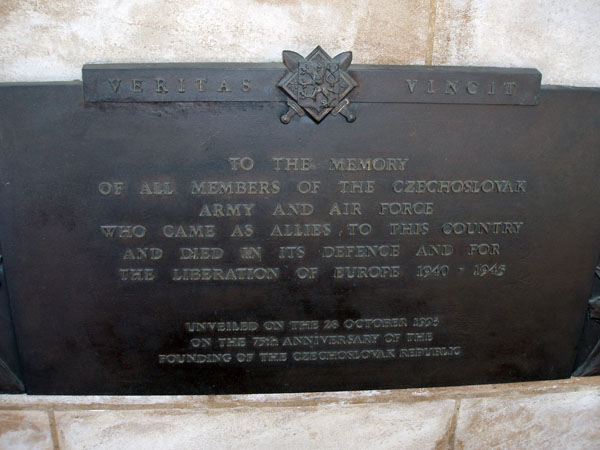 VERITAS VINCIT
TO THE MEMORY
OF ALL MEMBERS OF THE CZECHOSLOVAK
ARMY AND AIR FORCE
WHO CAME AS ALLIES TO THIS COUNTRY
AND DIED IN ITS DEFENCE AND FOR
THE LIBERATION OF EUROPE 1940 - 1945
UNVEILED ON THE 28 OCTOBER 1993
ON THE 75th ANNIVERSARY OF THE
FOUNDING OF THE CZECHOSLOVAK REPUBLIC